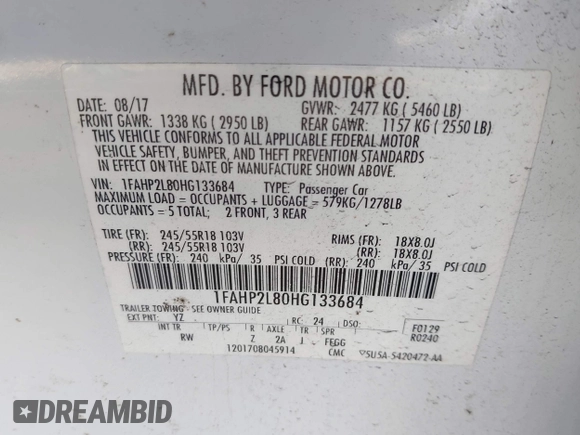 MFD. BY FORD MOTOR CO.
DATE: 08/17 GVWR: 2477 KG ( 5460 LB)
FRONT GAWR: 1338 KG ( 2950 LB) REAR GAWR: 1157 KG ( 2550 LB)
THIS VEHICLE CONFORMS TO ALL APPLICABLE FEDERAL MOTOR
VEHICLE SAFETY, BUMPER, AND THEFT PREVENTION STANDARDS
IN EFFECT ON THE DATE OF MANUFACTURE SHOWN ABOVE.
VIN: 1FAHP2L80HG133684 TYPE: Passenger Car
MAXIMUM LOAD = OCCUPANTS + LUGGAGE = 579KG/1278LB
OCCUPANTS = 5 TOTAL; 2 FRONT, 3 REAR
TIRE (FR): 245/55R18 103V RIMS (FR): 18X8.0J
(RR): 245/55R18 103V (RR): 18X8.0J
PRESSURE (FR): 240 kPa/ 35 PSI COLD (RR): 240 kPa/ 35 PSI COLD
1FAHP2L80HG133684
TRAILER TOWING - SEE OWNER GUIDE
EXT PNT: YZ RC: 24 DSO: F0129
R0240
INT TR TP/PS R AXLE TR SPR
RW Z 2A J FEGG
1201708045914 CMC 5USA-5420472-AA
DREAMBID .COM